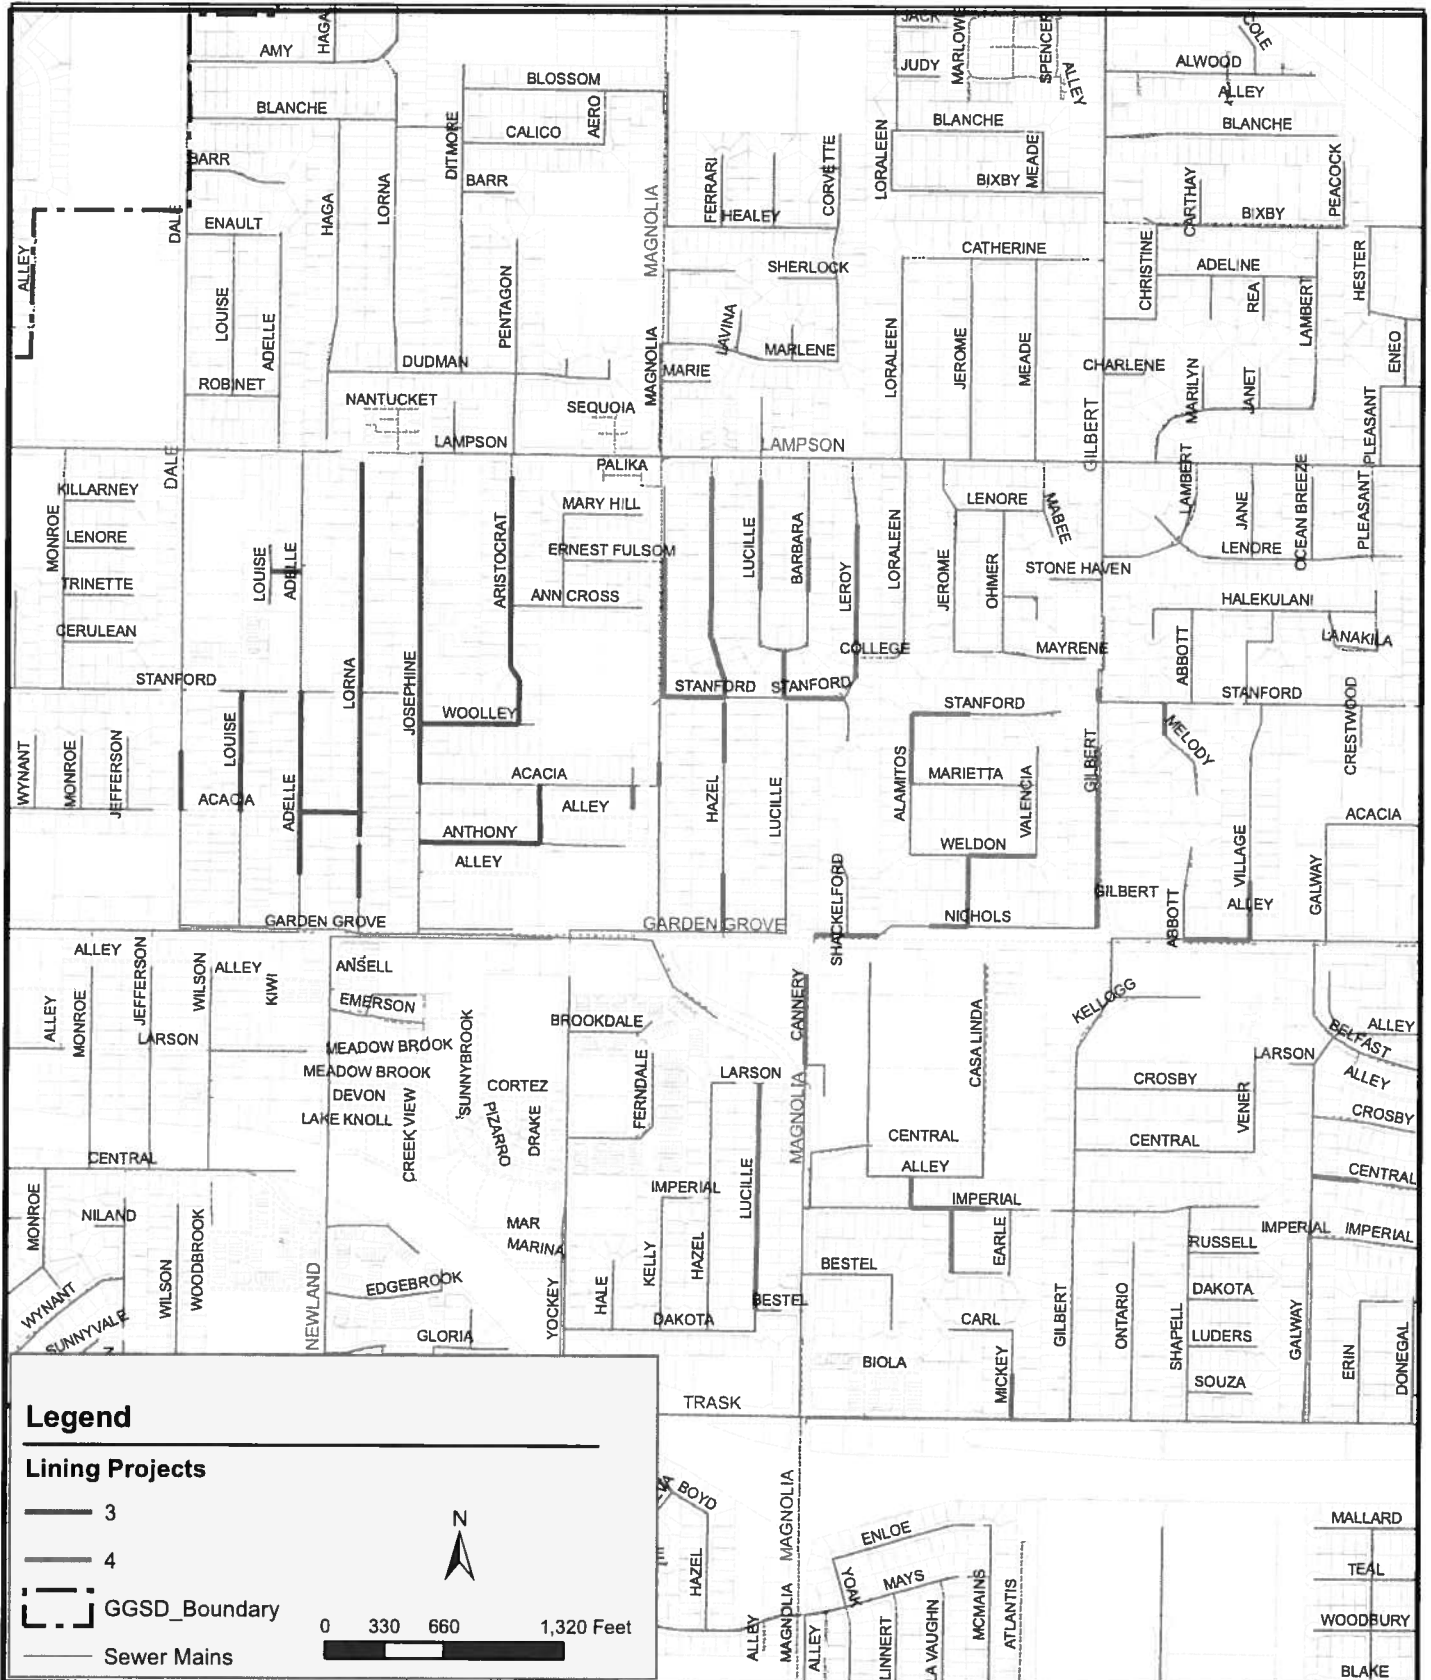 JACK
HAGA
AMY
MARLOWE
SPENCER
COLE
JUDY
ALLEY
ALWOOD
BLOSSOM
ALLEY
BLANCHE
AERO
BLANCHE
BLANCHE
DITMORE
CALICO
BARR
LORALEEN
MEADE
BARR
FERRARI
CORVETTE
BIXBY
CARTHAY
PEACOCK
LORNA
HAGA
MAGNOLIA
HEALEY
BIXBY
DALE
ENAULT
CATHERINE
ALLEY
CHRISTINE
ADELINE
HESTER
SHERLOCK
LOUISE
ADELLE
PENTAGON
LAVINA
REA
LAMBERT
MARLENE
LORALEEN
JEROME
MEADE
ENEO
DUDMAN
MAGNOLIA
MARIE
CHARLENE
ROBINET
MARILYN
JANET
NANTUCKET
SEQUOIA
GILBERT
PLEASANT
LAMPSON
LAMPSON
DALE
PALIKA
KILLARNEY
MARY HILL
LENORE
MABEE
LAMBERT
JANE
OCEAN BREEZE
PLEASANT
MONROE
LENORE
LOUISE
ADELLE
ARISTOCRAT
ERNEST FULSOM
LUCILLE
BARBARA
LEROY
LORALEEN
JEROME
OHMER
STONE HAVEN
LENORE
TRINETTE
ANN CROSS
HALEKULANI
CERULEAN
COLLEGE
MAYRENE
ABBOTT
LANAKILA
STANFORD
LORNA
JOSEPHINE
STANFORD
STANFORD
STANFORD
STANFORD
WOOLLEY
CRESTWOOD
WYNANT
MONROE
JEFFERSON
LOUISE
ACACIA
ADELLE
ACACIA
ALLEY
HAZEL
LUCILLE
ALAMITOS
MARIETTA
VALENCIA
GILBERT
MELODY
ACACIA
ANTHONY
ALLEY
WELDON
VILLAGE
GALWAY
SHACKELFORD
GILBERT
ABBOTT
ALLEY
GARDEN GROVE
GARDEN GROVE
NICHOLS
ALLEY
JEFFERSON
WILSON
ALLEY
KIWI
ANSELL
ALLEY
MONROE
EMERSON
CANNERY
CASA LINDA
KELLOGG
BROOKDALE
LARSON
MEADOW BROOK
SUNNYBROOK
BELFAST
ALLEY
LARSON
MEADOW BROOK
CORTEZ
FERNDALE
LARSON
MAGNOLIA
CROSBY
ALLEY
DEVON
LAKE KNOLL
CREEK VIEW
PIZARRO
DRAKE
VENER
CROSBY
CENTRAL
CENTRAL
CENTRAL
ALLEY
CENTRAL
MONROE
IMPERIAL
LUCILLE
IMPERIAL
NILAND
WOODBROOK
MAR
MARINA
KELLY
HAZEL
EARLE
IMPERIAL
IMPERIAL
RUSSELL
WILSON
BESTEL
WYNANT
EDGEBROOK
YOCKEY
HALE
BESTEL
GILBERT
ONTARIO
DAKOTA
SUNNYVALE
NEWLAND
GLORIA
DAKOTA
CARL
SHAPELL
LUDERS
GALWAY
ERIN
DONEGAL
BIOLA
MICKEY
SOUZA
TRASK
Legend
Lining Projects
3
4
GGSD_Boundary
Sewer Mains
N
0 330 660 1,320 Feet
BOYD
MAGNOLIA
HAZEL
ENLOE
MALLARD
YOAK
MAYS
TEAL
ALLEY
MAGNOLIA
ALLEY
LINNERT
LA VAUGHN
MCMAINS
ATLANTIS
WOODBURY
BLAKE